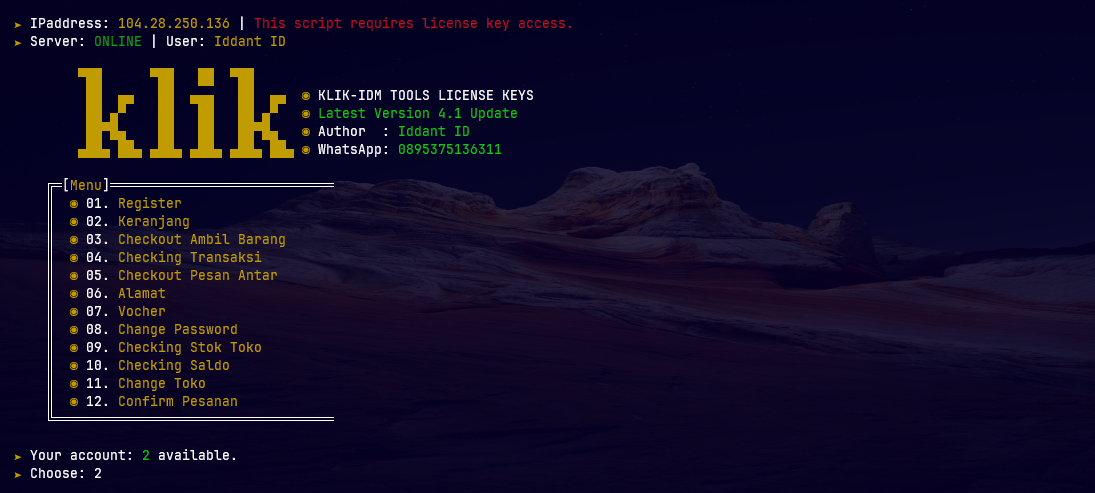 ➤ IPaddress: 104.28.250.136 | This script requires license key access.
➤ Server: ONLINE | User: Iddant ID
klik
◉ KLIK-IDM TOOLS LICENSE KEYS
◉ Latest Version 4.1 Update
◉ Author  : Iddant ID
◉ WhatsApp: 0895375136311
[Menu]
◉ 01. Register
◉ 02. Keranjang
◉ 03. Checkout Ambil Barang
◉ 04. Checking Transaksi
◉ 05. Checkout Pesan Antar
◉ 06. Alamat
◉ 07. Vocher
◉ 08. Change Password
◉ 09. Checking Stok Toko
◉ 10. Checking Saldo
◉ 11. Change Toko
◉ 12. Confirm Pesanan
➤ Your account: 2 available.
➤ Choose: 2